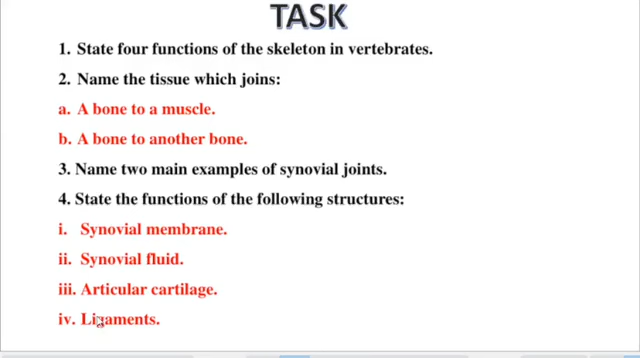 TASK
1. State four functions of the skeleton in vertebrates.
2. Name the tissue which joins:
a. A bone to a muscle.
b. A bone to another bone.
3. Name two main examples of synovial joints.
4. State the functions of the following structures:
i. Synovial membrane.
ii. Synovial fluid.
iii. Articular cartilage.
iv. Ligaments.